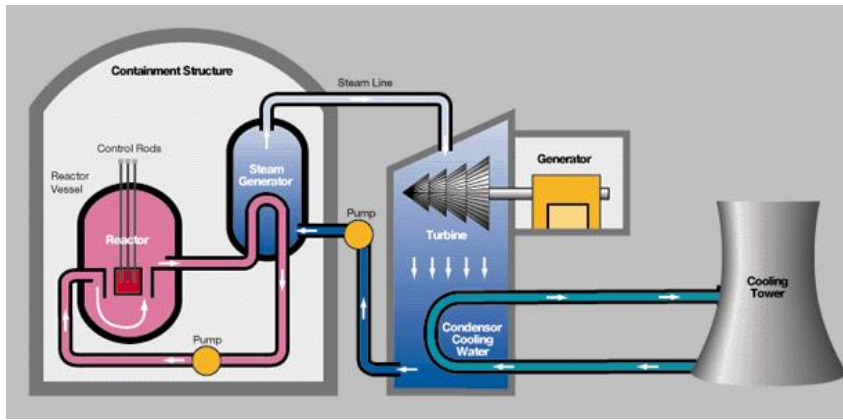 Containment Structure
Steam Line
Control Rods
Reactor
Vessel
Steam
Generator
Generator
Pump
Reactor
Turbine
Cooling
Tower
Condensor
Cooling
Water
Pump